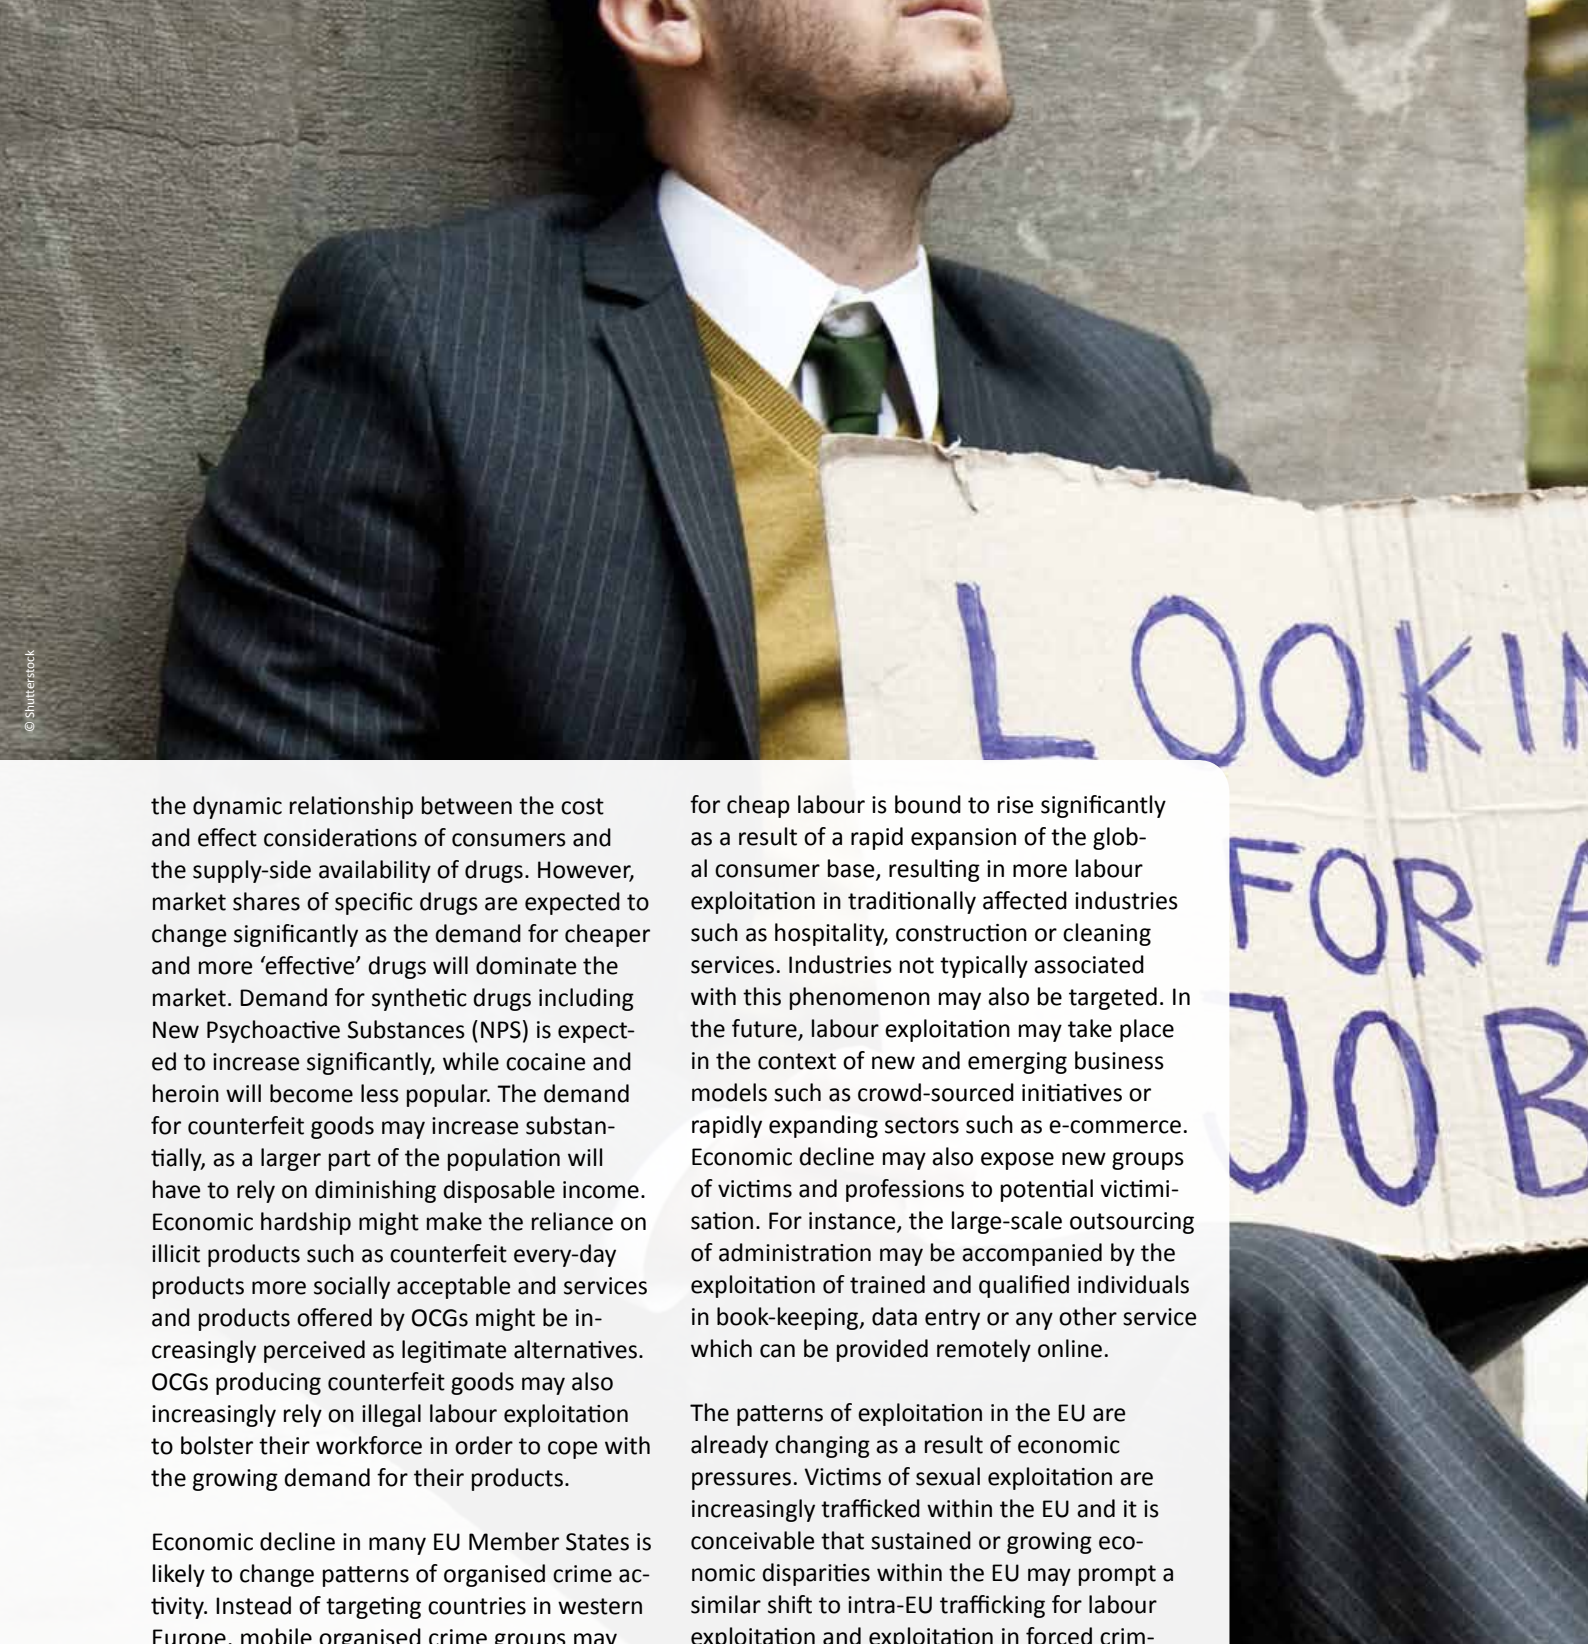 LOOKIN
FOR A
JOB
© Shutterstock
the dynamic relationship between the cost
and effect considerations of consumers and
the supply-side availability of drugs. However,
market shares of specific drugs are expected to
change significantly as the demand for cheaper
and more ‘effective’ drugs will dominate the
market. Demand for synthetic drugs including
New Psychoactive Substances (NPS) is expect-
ed to increase significantly, while cocaine and
heroin will become less popular. The demand
for counterfeit goods may increase substan-
tially, as a larger part of the population will
have to rely on diminishing disposable income.
Economic hardship might make the reliance on
illicit products such as counterfeit every-day
products more socially acceptable and services
and products offered by OCGs might be in-
creasingly perceived as legitimate alternatives.
OCGs producing counterfeit goods may also
increasingly rely on illegal labour exploitation
to bolster their workforce in order to cope with
the growing demand for their products.
Economic decline in many EU Member States is
likely to change patterns of organised crime ac-
tivity. Instead of targeting countries in western
Europe, mobile organised crime groups may
for cheap labour is bound to rise significantly
as a result of a rapid expansion of the glob-
al consumer base, resulting in more labour
exploitation in traditionally affected industries
such as hospitality, construction or cleaning
services. Industries not typically associated
with this phenomenon may also be targeted. In
the future, labour exploitation may take place
in the context of new and emerging business
models such as crowd-sourced initiatives or
rapidly expanding sectors such as e-commerce.
Economic decline may also expose new groups
of victims and professions to potential victimi-
sation. For instance, the large-scale outsourcing
of administration may be accompanied by the
exploitation of trained and qualified individuals
in book-keeping, data entry or any other service
which can be provided remotely online.
The patterns of exploitation in the EU are
already changing as a result of economic
pressures. Victims of sexual exploitation are
increasingly trafficked within the EU and it is
conceivable that sustained or growing eco-
nomic disparities within the EU may prompt a
similar shift to intra-EU trafficking for labour
exploitation and exploitation in forced crim-